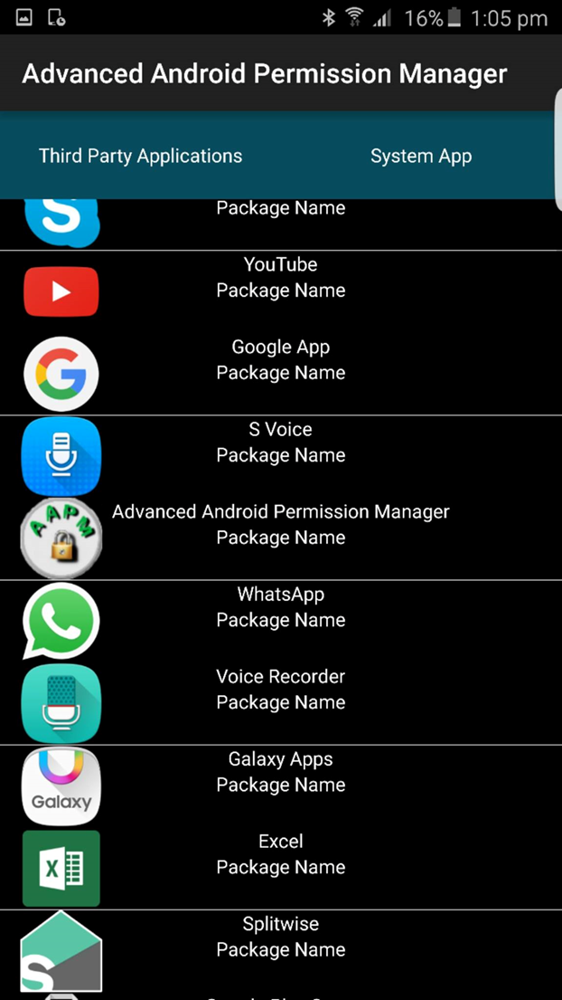 16% 1:05 pm
Advanced Android Permission Manager
Third Party Applications System App
S
Package Name
YouTube
Package Name
Google App
G
Package Name
S Voice
Package Name
Advanced Android Permission Manager
AAPM
Package Name
WhatsApp
Package Name
Voice Recorder
Package Name
Galaxy Apps
Galaxy
Package Name
Excel
X
Package Name
Splitwise
S
Package Name